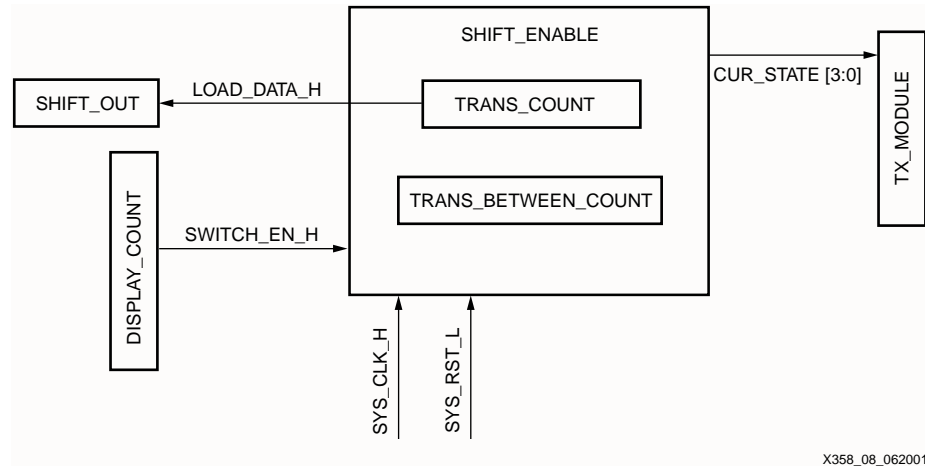 SHIFT_ENABLE
CUR_STATE [3:0]
TX_MODULE
LOAD_DATA_H
SHIFT_OUT
TRANS_COUNT
TRANS_BETWEEN_COUNT
DISPLAY_COUNT
SWITCH_EN_H
SYS_CLK_H
SYS_RST_L
X358_08_062001